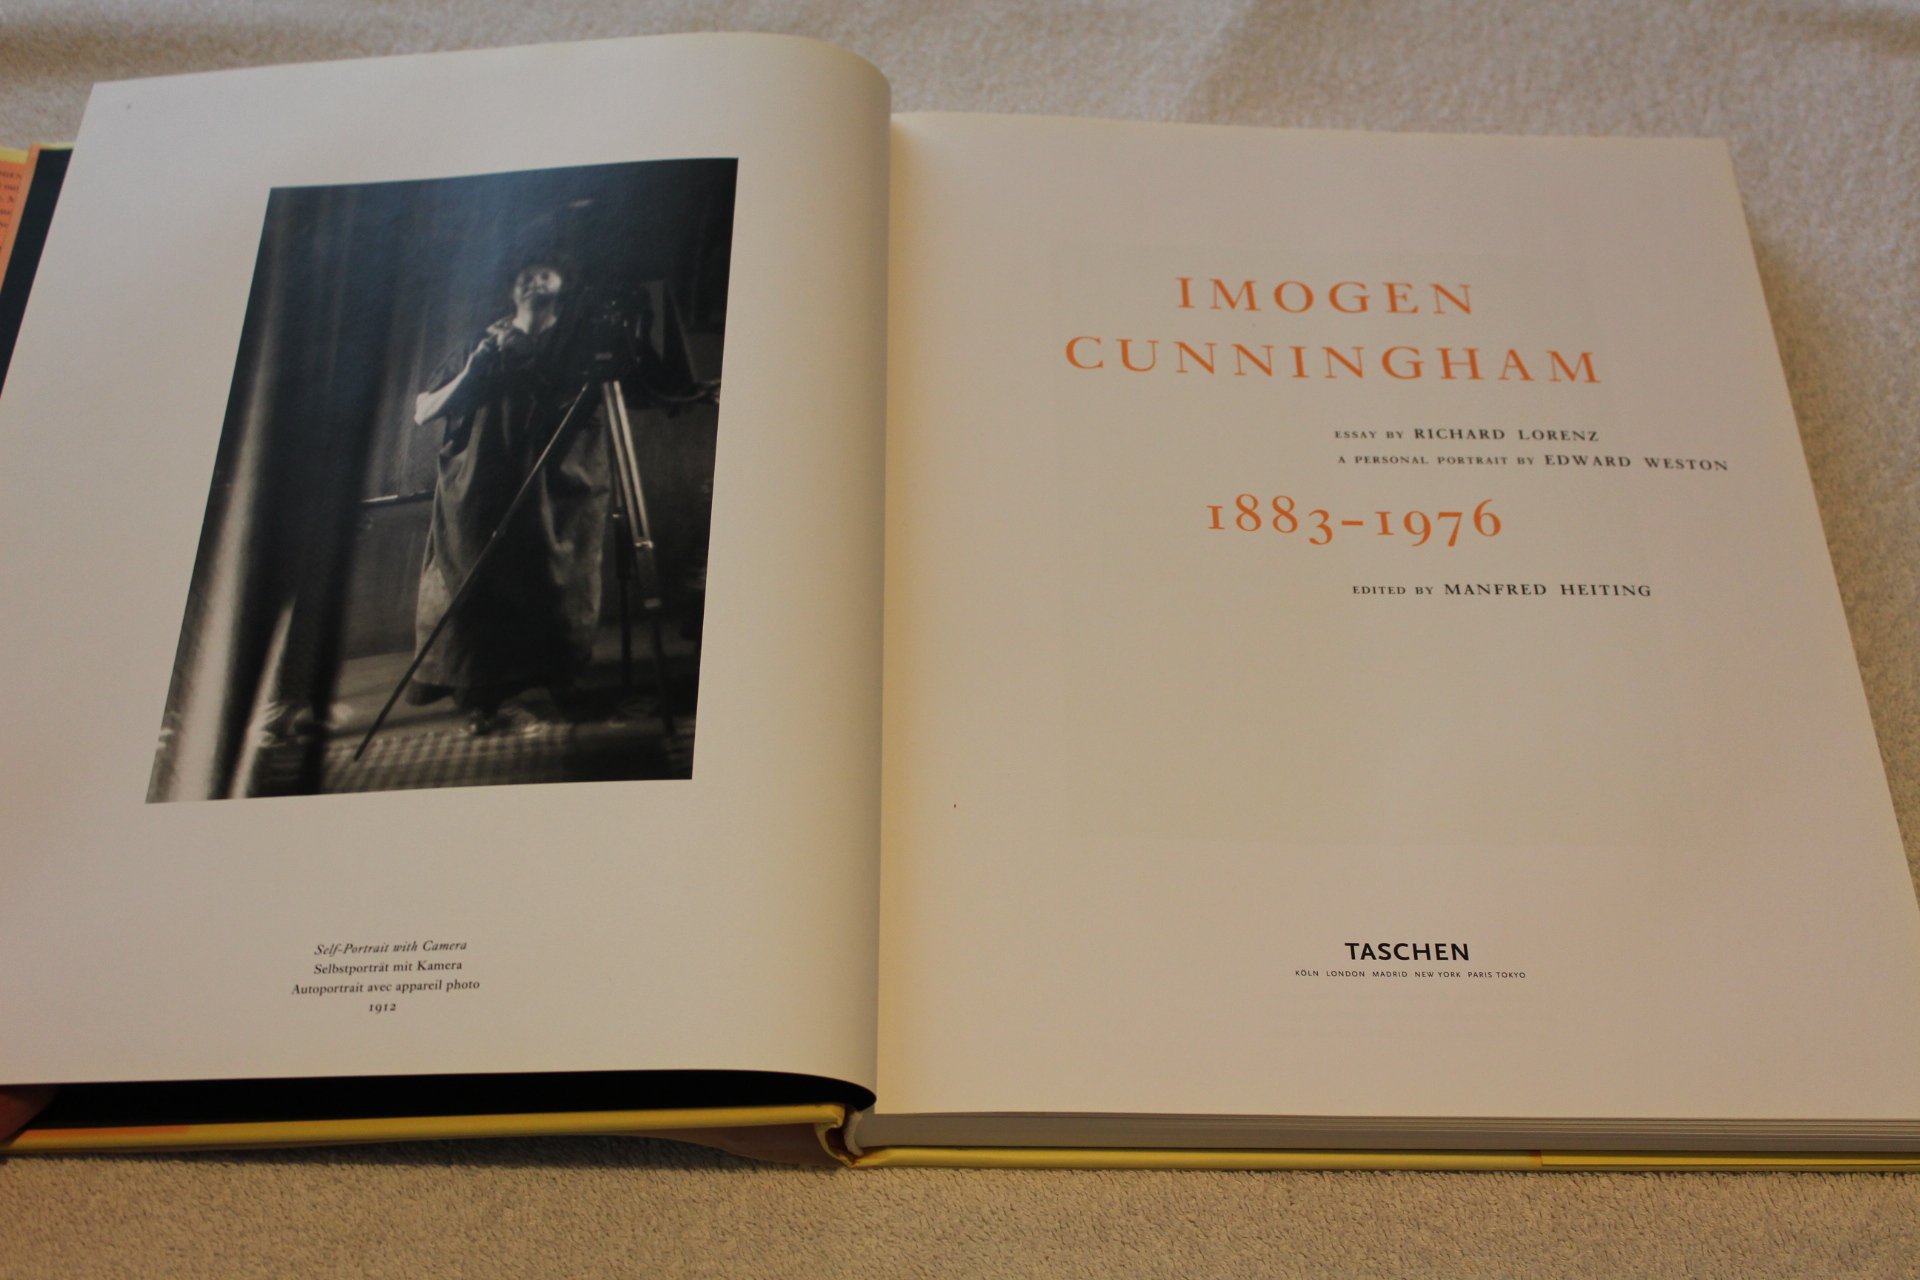 Self-Portrait with Camera
Selbstporträt mit Kamera
Autoportrait avec appareil photo
1912
IMOGEN
CUNNINGHAM
ESSAY BY RICHARD LORENZ
A PERSONAL PORTRAIT BY EDWARD WESTON
1883–1976
EDITED BY MANFRED HEITING
TASCHEN
KÖLN LONDON MADRID NEW YORK PARIS TOKYO